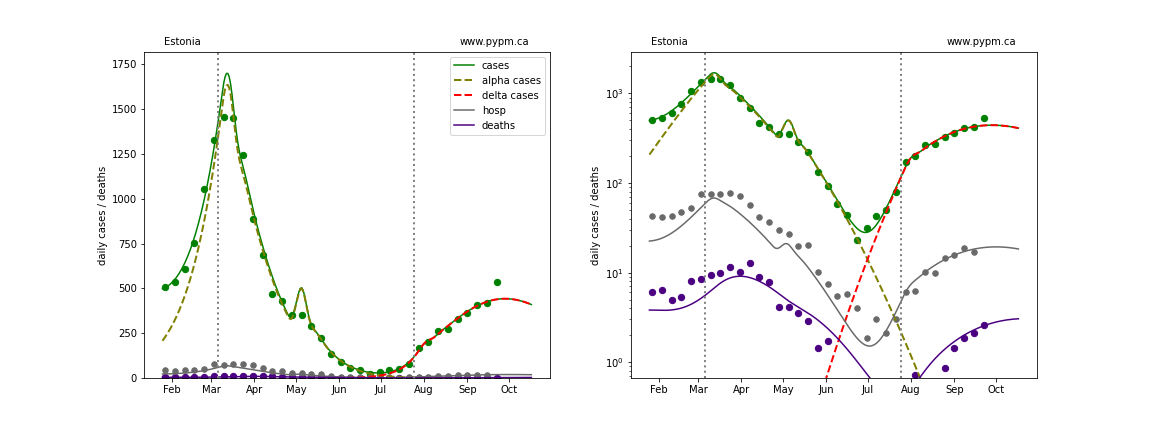 Estonia www.pypm.ca
1750
1500
1250
1000
750
500
250
0
daily cases / deaths
cases
alpha cases
delta cases
hosp
deaths
Feb Mar Apr May Jun Jul Aug Sep Oct
Estonia www.pypm.ca
10³
10²
10¹
10⁰
daily cases / deaths
Feb Mar Apr May Jun Jul Aug Sep Oct